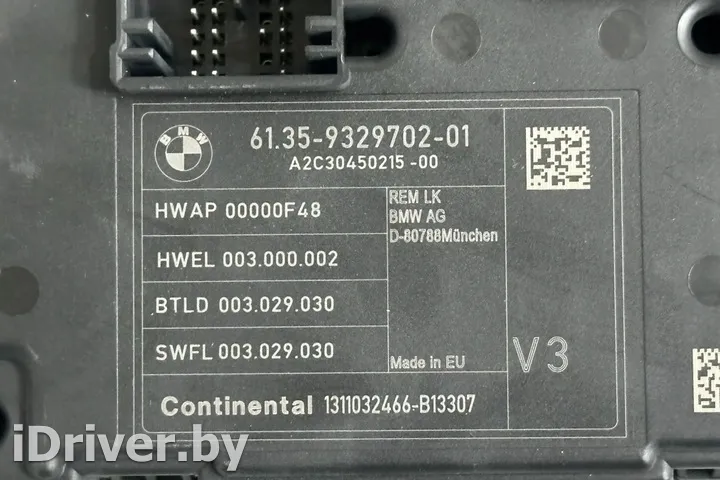 BMW
61.35-9329702-01
A2C30450215-00
HWAP 00000F48
REM LK
BMW AG
D-80788München
HWEL 003.000.002
BTLD 003.029.030
SWFL 003.029.030
Made in EU
V3
Continental 1311032466-B13307
iDriver.by